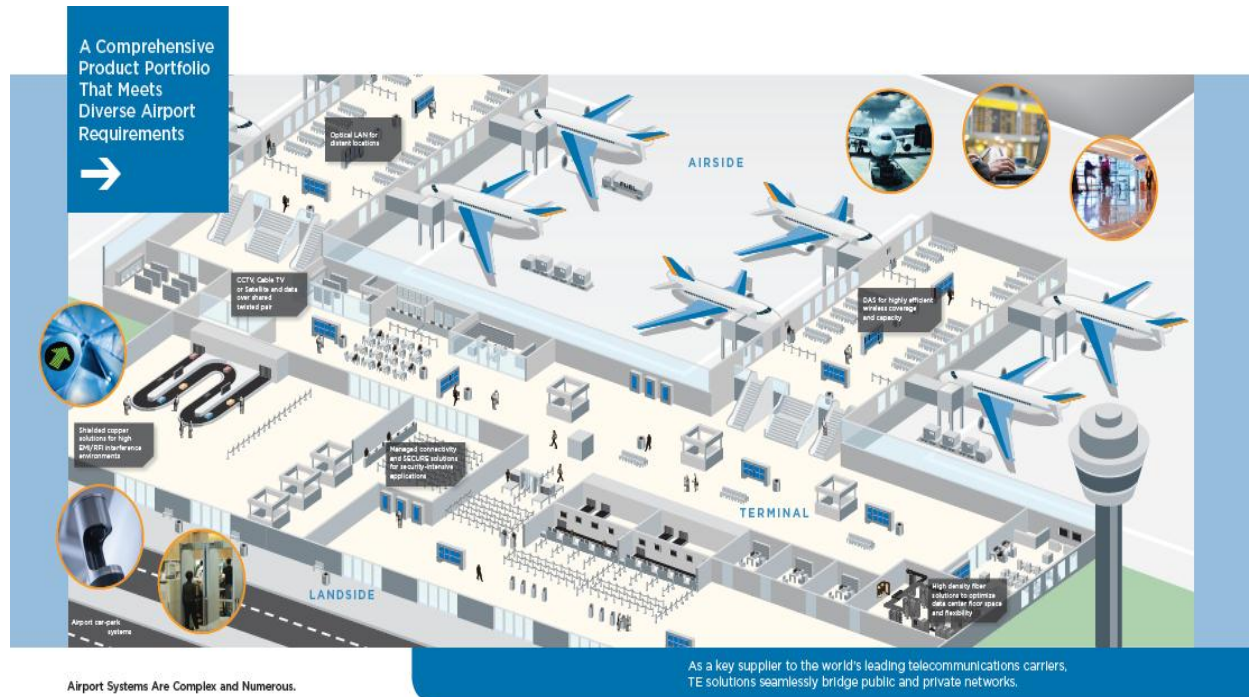 A Comprehensive
Product Portfolio
That Meets
Diverse Airport
Requirements
Optical LAN for
distant locations
AIRSIDE
FUEL
CCTV, Cable TV
or Satellite and data
over shared
twisted pair
DAS for highly efficient
wireless coverage
and capacity
Shielded copper
solutions for high
EMI/RFI interference
environments
Managed connectivity
and SECURE solutions
for security-intensive
applications
TERMINAL
LANDSIDE
High density fiber
solutions to optimize
data center floor space
and flexibility
Airport car-park
systems
Airport Systems Are Complex and Numerous.
As a key supplier to the world's leading telecommunications carriers,
TE solutions seamlessly bridge public and private networks.